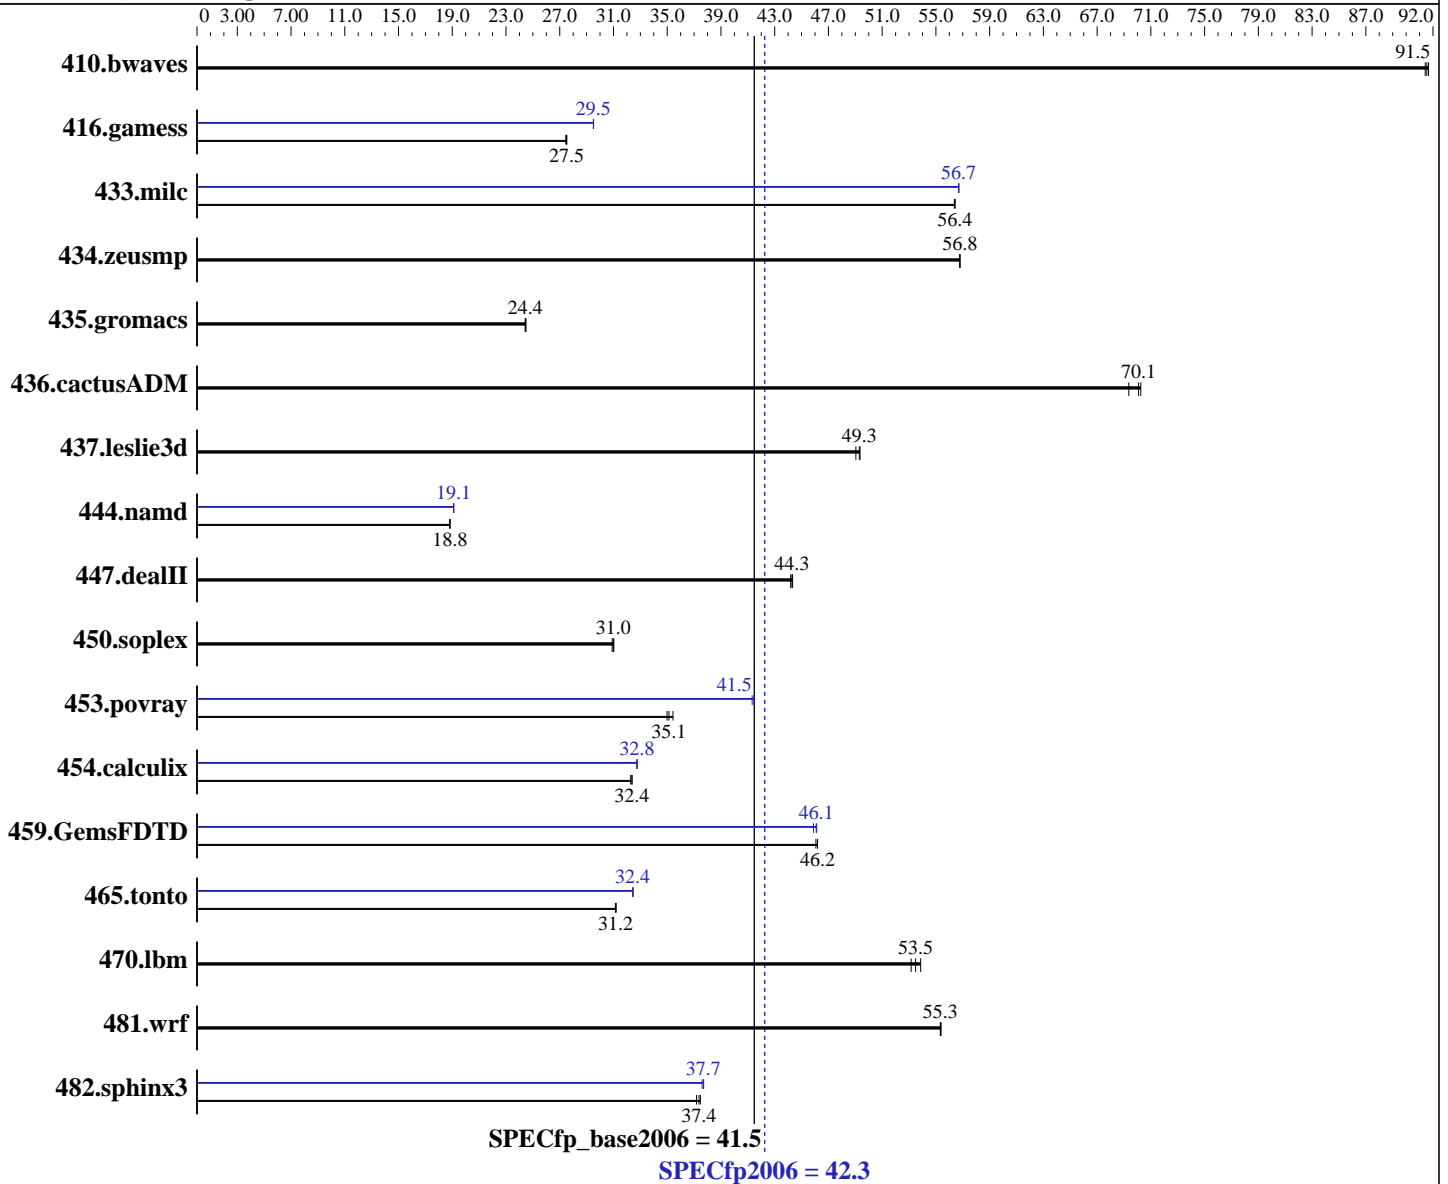 0 3.00 7.00 11.0 15.0 19.0 23.0 27.0 31.0 35.0 39.0 43.0 47.0 51.0 55.0 59.0 63.0 67.0 71.0 75.0 79.0 83.0 87.0 92.0
410.bwaves 91.5
416.gamess 29.5
27.5
433.milc 56.7
56.4
434.zeusmp 56.8
435.gromacs 24.4
436.cactusADM 70.1
437.leslie3d 49.3
444.namd 19.1
18.8
447.dealII 44.3
450.soplex 31.0
453.povray 41.5
35.1
454.calculix 32.8
32.4
459.GemsFDTD 46.1
46.2
465.tonto 32.4
31.2
470.lbm 53.5
481.wrf 55.3
482.sphinx3 37.7
37.4
SPECfp_base2006 = 41.5
SPECfp2006 = 42.3